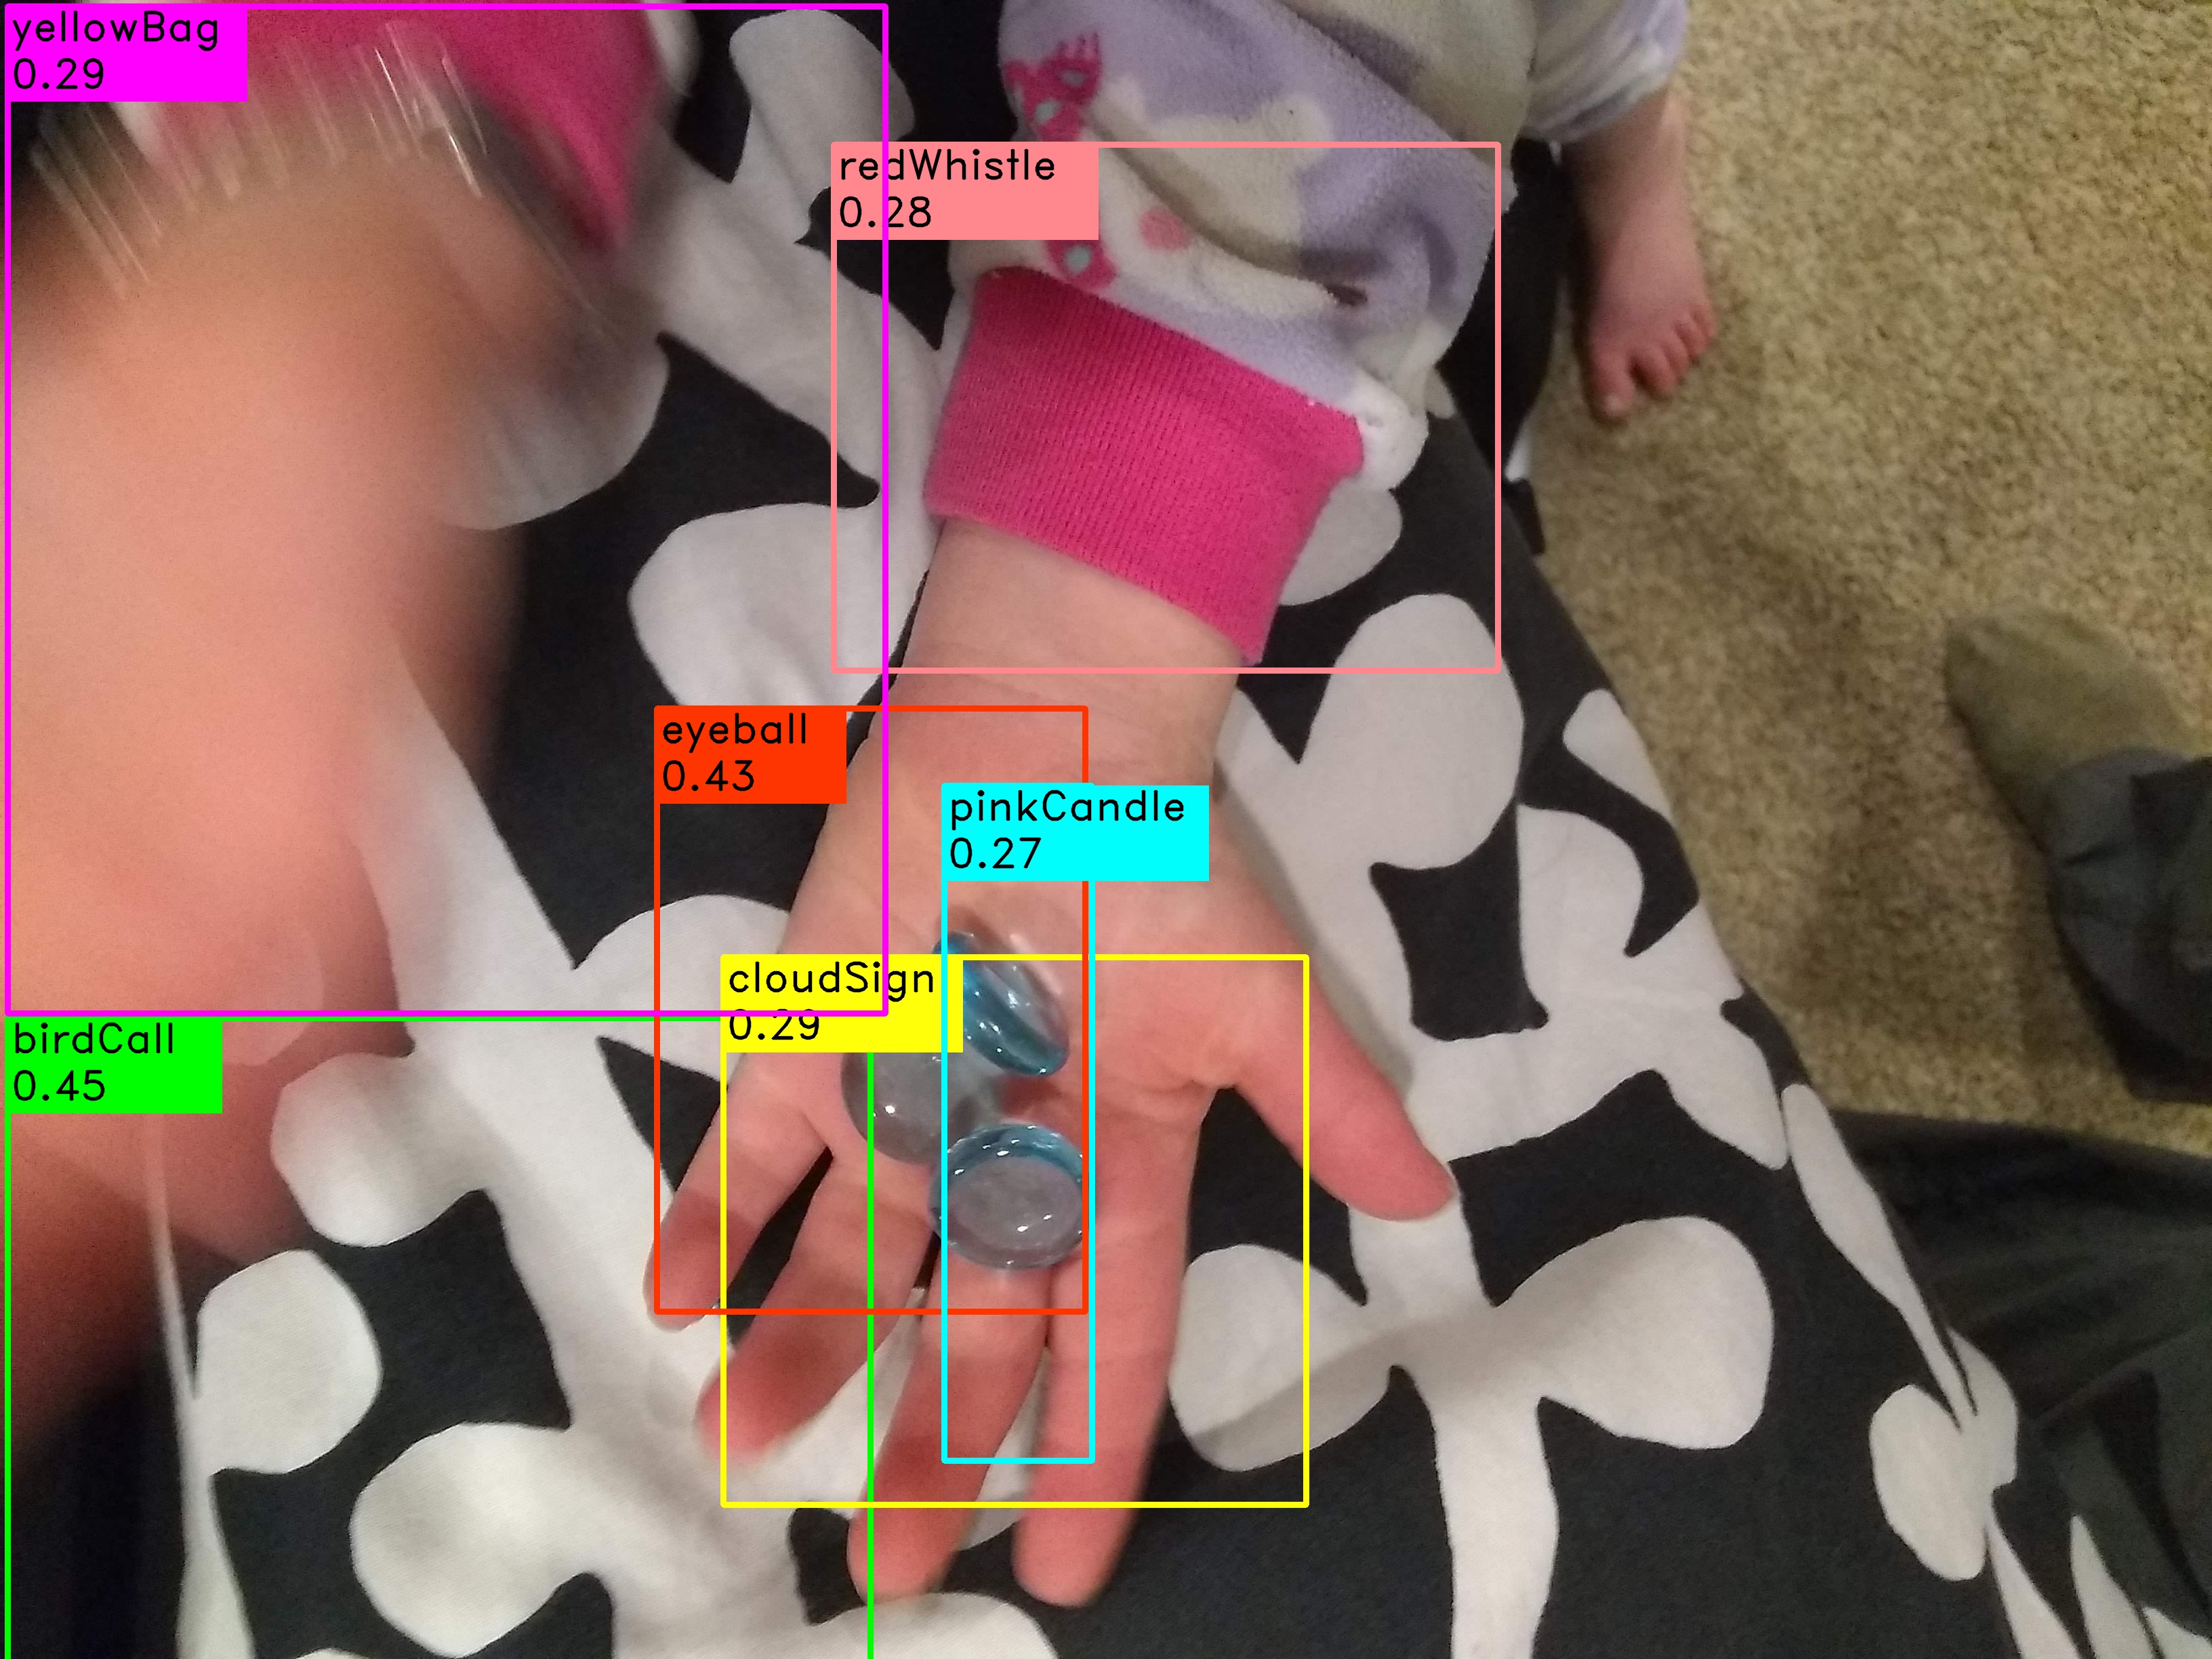 yellowBag
0.29
redWhistle
0.28
eyeball
0.43
pinkCandle
0.27
cloudSign
0.29
birdCall
0.45